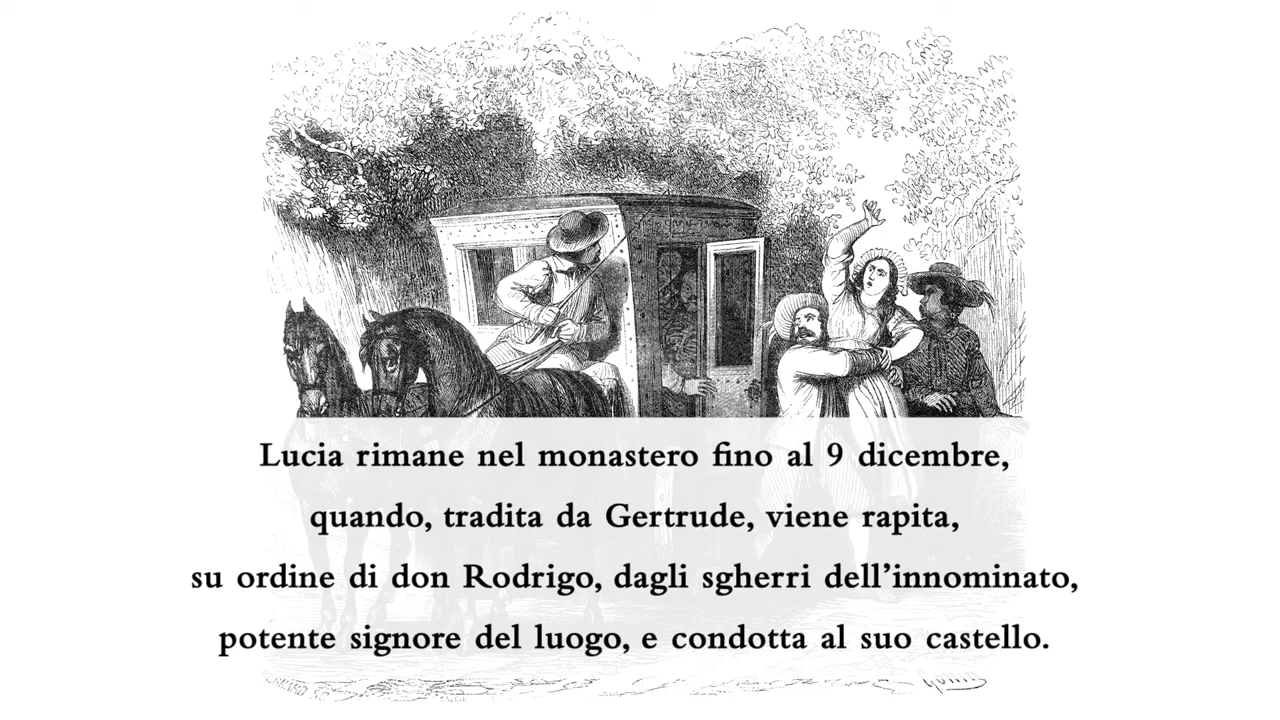 Lucia rimane nel monastero fino al 9 dicembre,
quando, tradita da Gertrude, viene rapita,
su ordine di don Rodrigo, dagli sgherri dell’innominato,
potente signore del luogo, e condotta al suo castello.